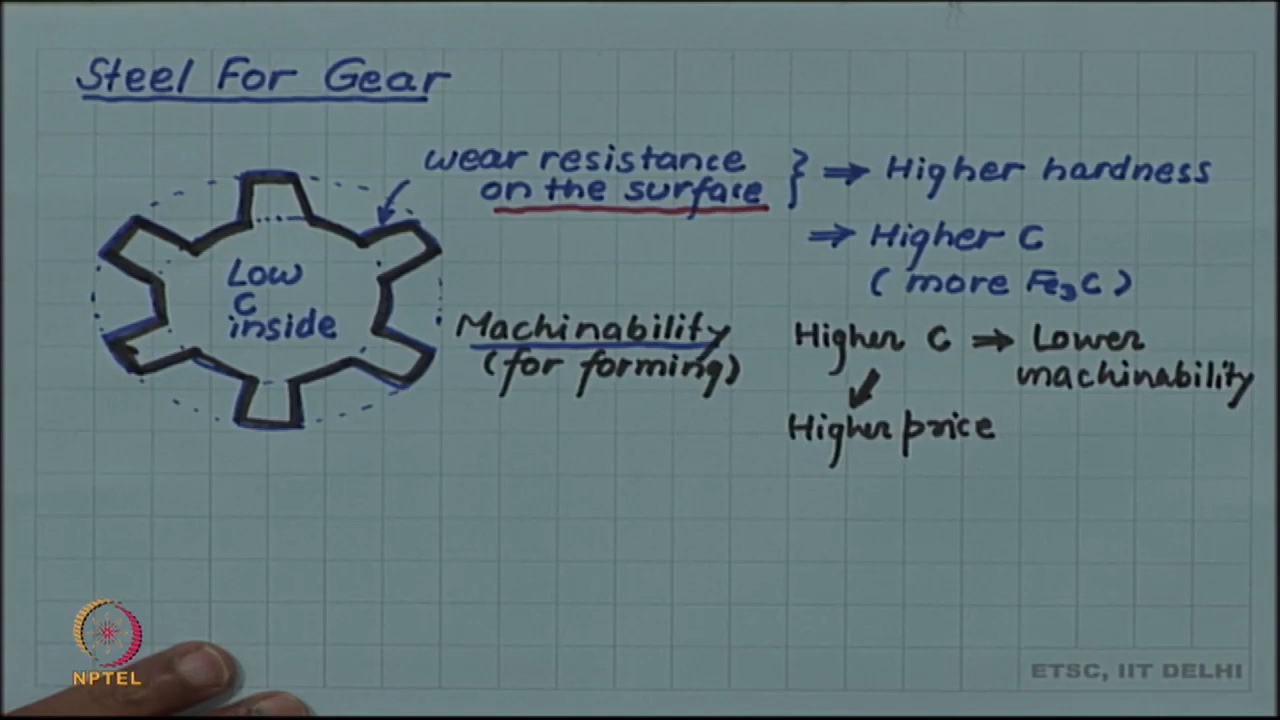 Steel For Gear
wear resistance
on the surface } ⇒ Higher hardness
⇒ Higher C
(more Fe₃C)
Low
C
inside
Machinability
(for forming)
Higher C ⇒ Lower
machinability
Higher price
NPTEL
ETSC, IIT DELHI